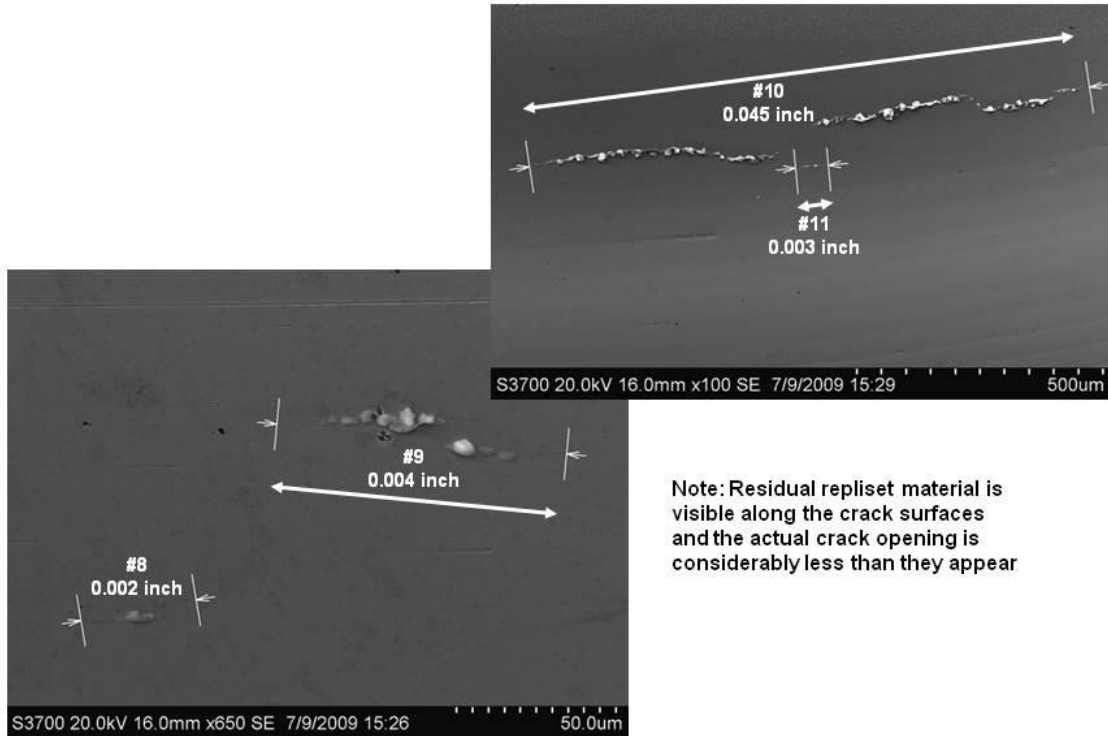 #10
0.045 inch
#11
0.003 inch
S3700 20.0kV 16.0mm x100 SE 7/9/2009 15:29 500um
#9
0.004 inch
#8
0.002 inch
S3700 20.0kV 16.0mm x650 SE 7/9/2009 15:26 50.0um
Note: Residual repliset material is
visible along the crack surfaces
and the actual crack opening is
considerably less than they appear